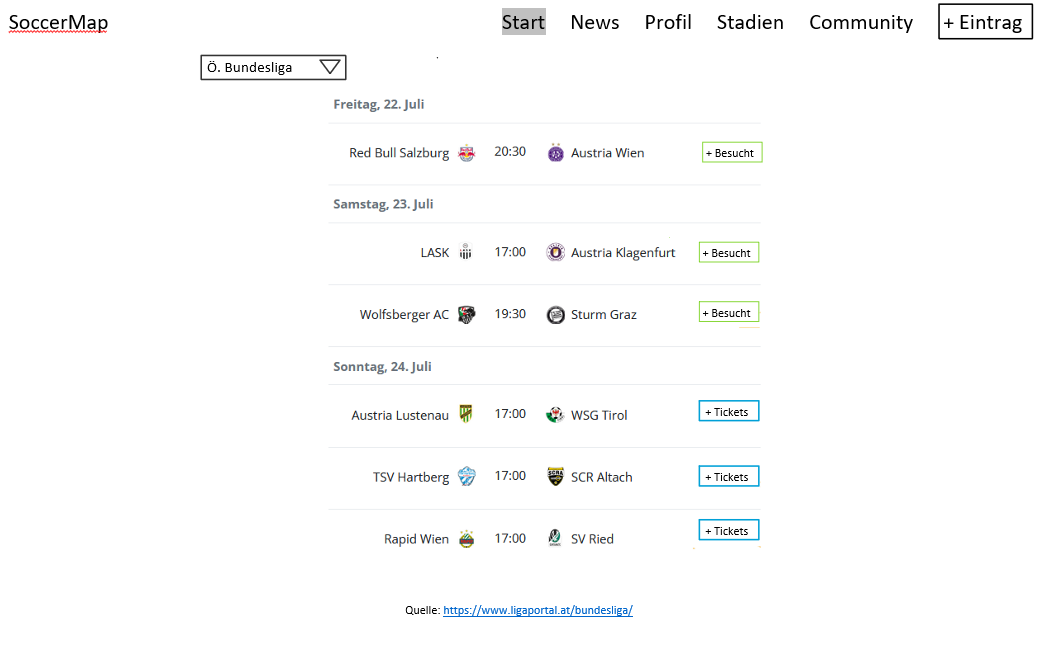 SoccerMap Start News Profil Stadien Community + Eintrag
Ö. Bundesliga
Freitag, 22. Juli
Red Bull Salzburg 20:30 Austria Wien + Besucht
Samstag, 23. Juli
LASK 17:00 Austria Klagenfurt + Besucht
Wolfsberger AC 19:30 Sturm Graz + Besucht
Sonntag, 24. Juli
Austria Lustenau 17:00 WSG Tirol + Tickets
TSV Hartberg 17:00 SCR Altach + Tickets
Rapid Wien 17:00 SV Ried + Tickets
Quelle: https://www.ligaportal.at/bundesliga/